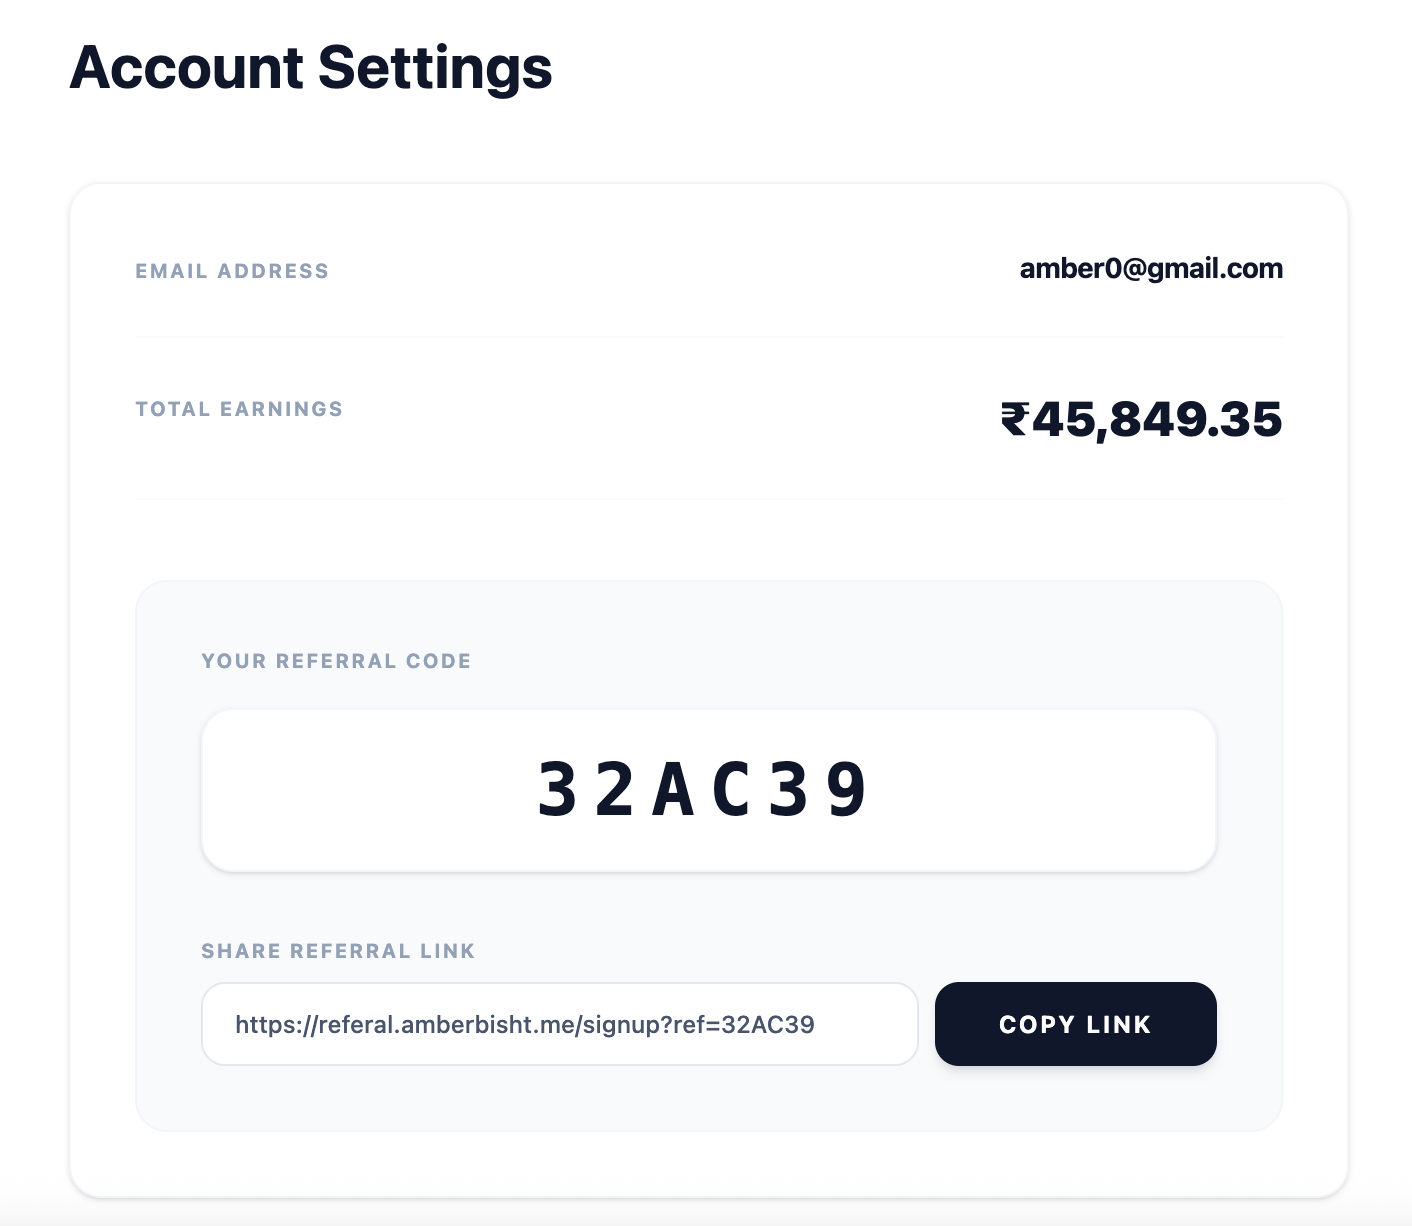 Account Settings
EMAIL ADDRESS
amber0@gmail.com
TOTAL EARNINGS
₹45,849.35
YOUR REFERRAL CODE
32AC39
SHARE REFERRAL LINK
https://referal.amberbisht.me/signup?ref=32AC39
COPY LINK